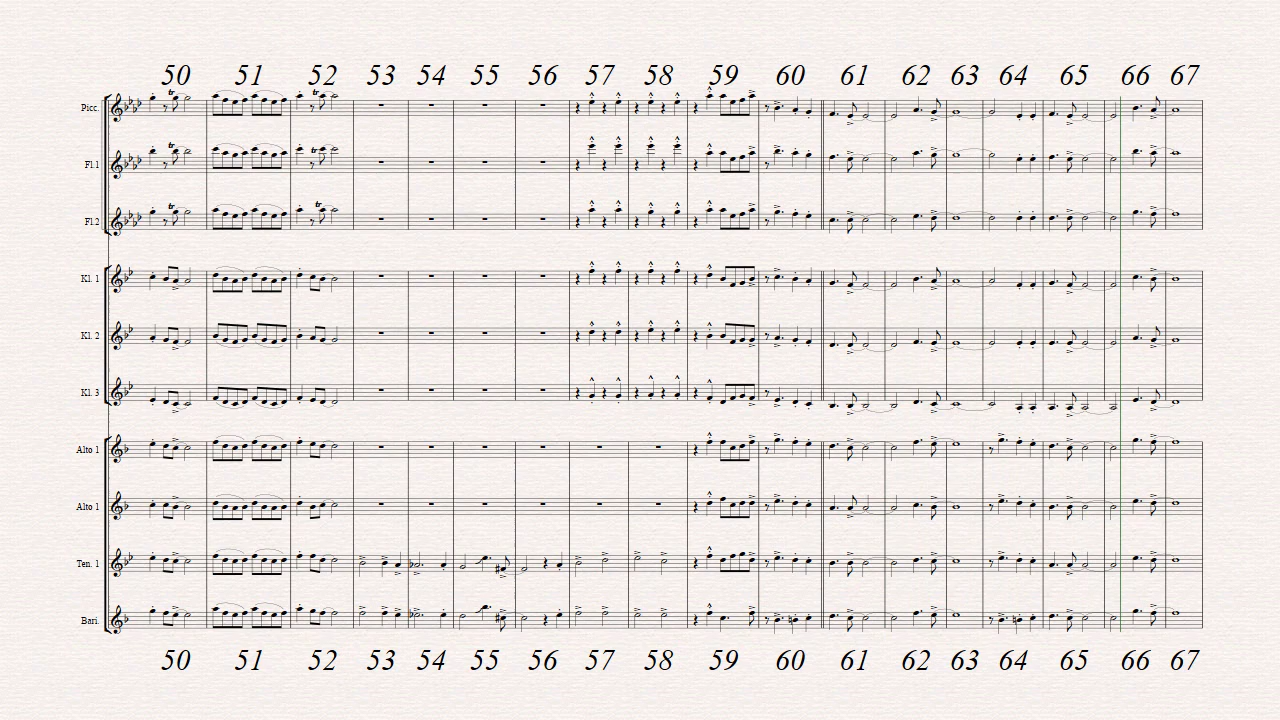 50 51 52 53 54 55 56 57 58 59 60 61 62 63 64 65 66 67
Picc.
Fl.1
Fl.2
Kl. 1
Kl. 2
Kl. 3
Alto 1
Alto 1
Ten. 1
Bari.
50 51 52 53 54 55 56 57 58 59 60 61 62 63 64 65 66 67